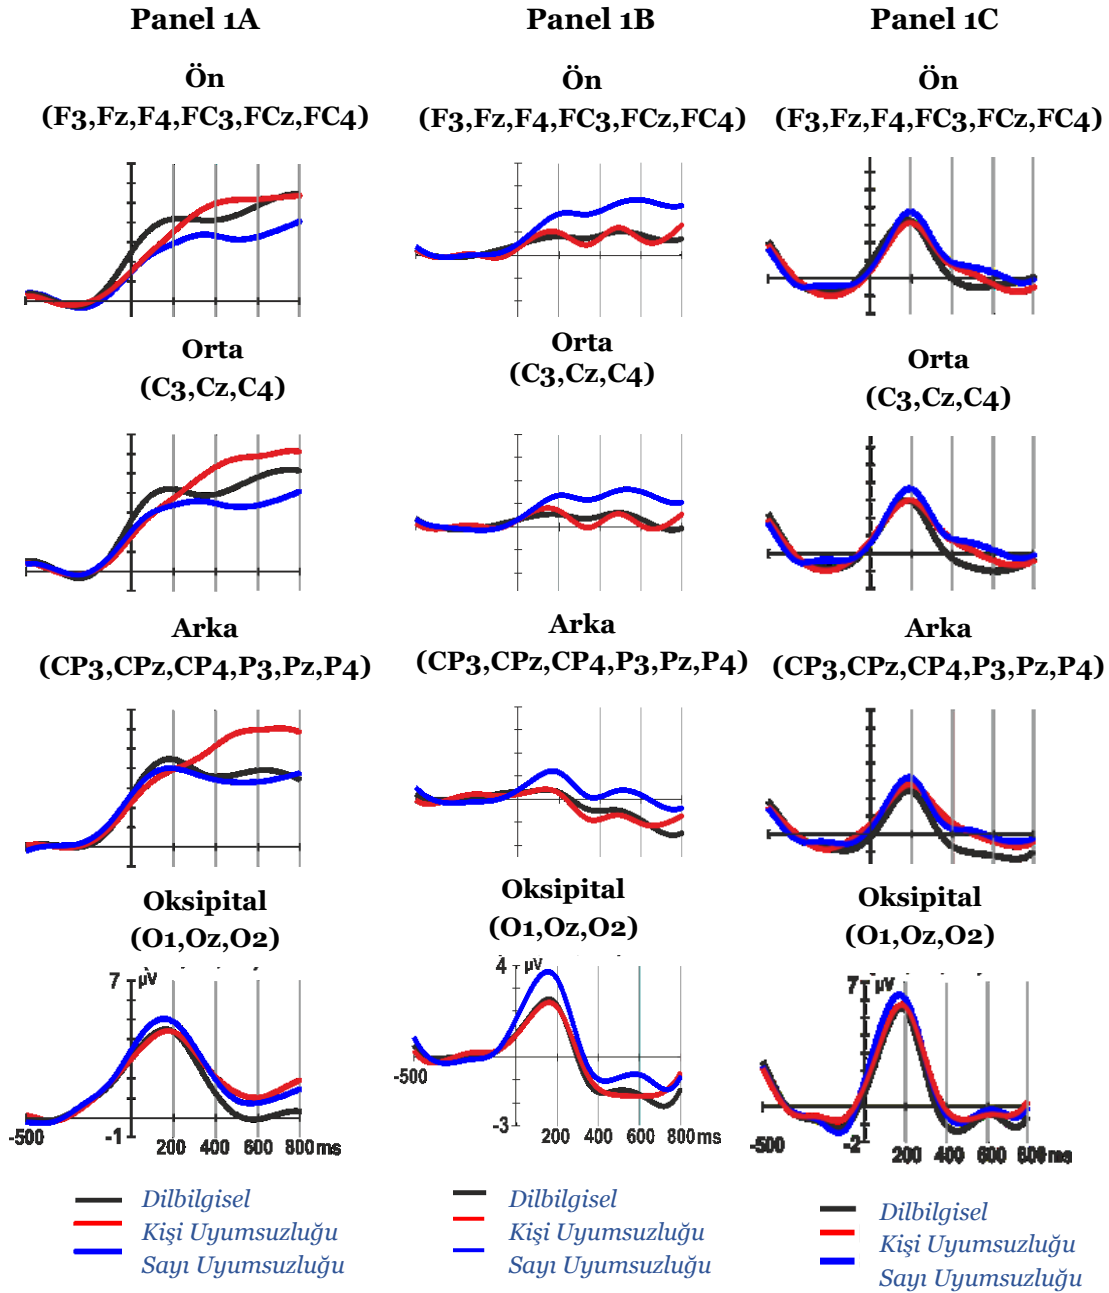 Panel 1A
Ön
(F3,Fz,F4,FC3,FCz,FC4)
Orta
(C3,Cz,C4)
Arka
(CP3,CPz,CP4,P3,Pz,P4)
Oksipital
(O1,Oz,O2)
7 µV
-500 -1 200 400 600 800 ms
Dilbilgisel
Kişi Uyumsuzluğu
Sayı Uyumsuzluğu
Panel 1B
Ön
(F3,Fz,F4,FC3,FCz,FC4)
Orta
(C3,Cz,C4)
Arka
(CP3,CPz,CP4,P3,Pz,P4)
Oksipital
(O1,Oz,O2)
4 µV
-500
-3 200 400 600 800 ms
Dilbilgisel
Kişi Uyumsuzluğu
Sayı Uyumsuzluğu
Panel 1C
Ön
(F3,Fz,F4,FC3,FCz,FC4)
Orta
(C3,Cz,C4)
Arka
(CP3,CPz,CP4,P3,Pz,P4)
Oksipital
(O1,Oz,O2)
7 µV
-500 -2 200 400 600 800 ms
Dilbilgisel
Kişi Uyumsuzluğu
Sayı Uyumsuzluğu